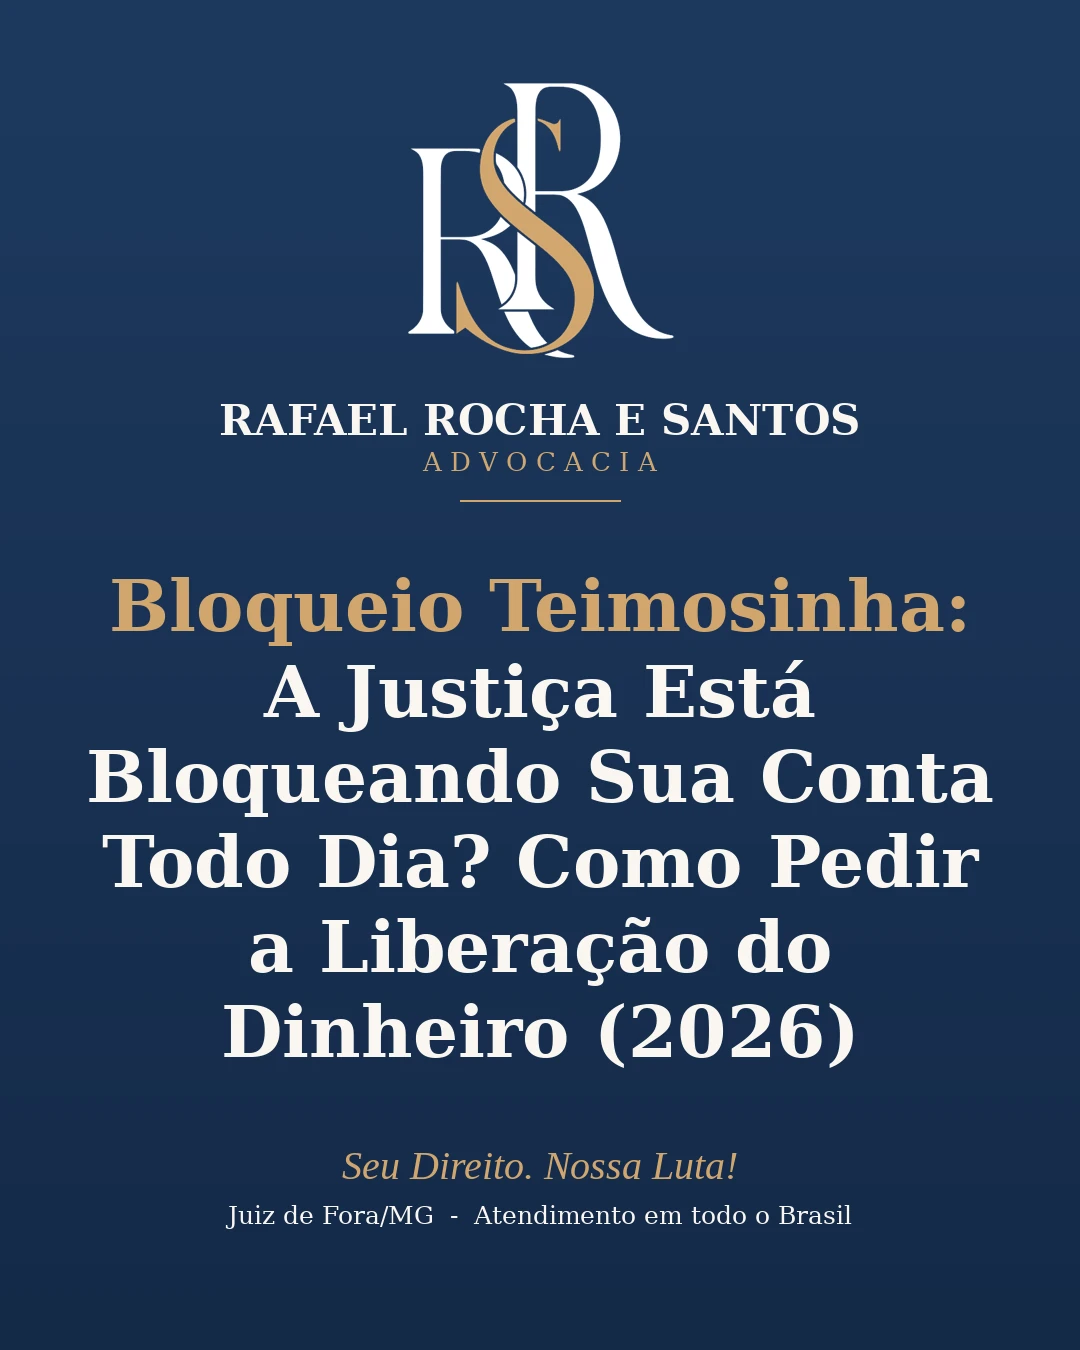 RSR
RAFAEL ROCHA E SANTOS
ADVOCACIA
Bloqueio Teimosinha:
A Justiça Está
Bloqueando Sua Conta
Todo Dia? Como Pedir
a Liberação do
Dinheiro (2026)
Seu Direito. Nossa Luta!
Juiz de Fora/MG - Atendimento em todo o Brasil